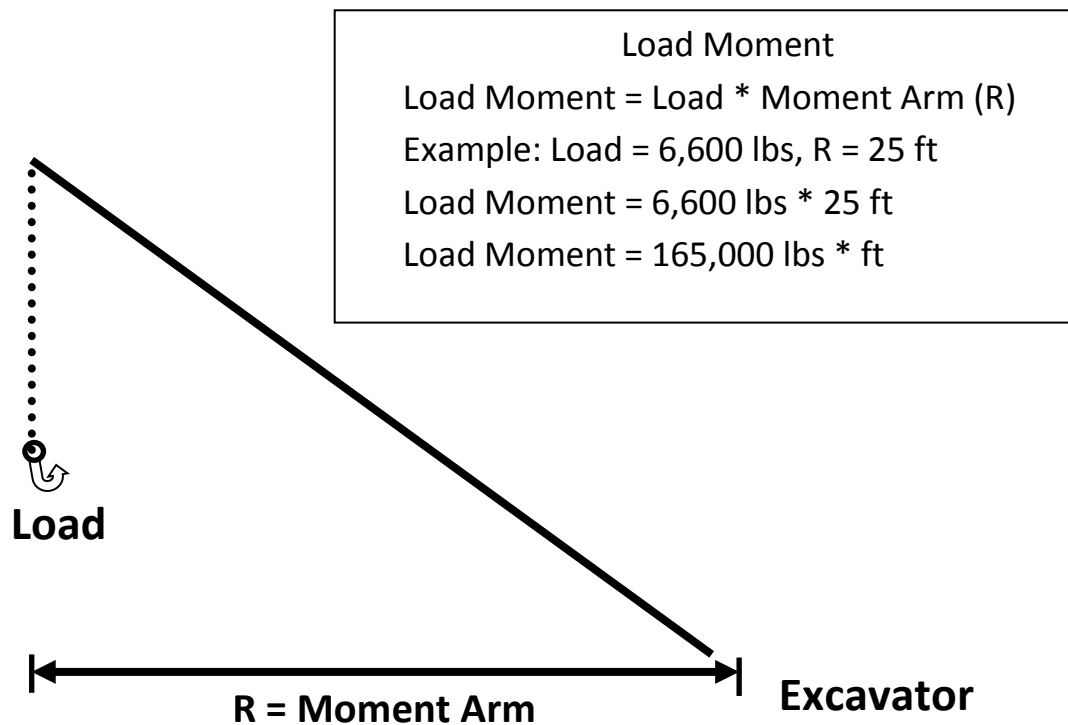 Load Moment
Load Moment = Load * Moment Arm (R)
Example: Load = 6,600 lbs, R = 25 ft
Load Moment = 6,600 lbs * 25 ft
Load Moment = 165,000 lbs * ft
Load
R = Moment Arm
Excavator